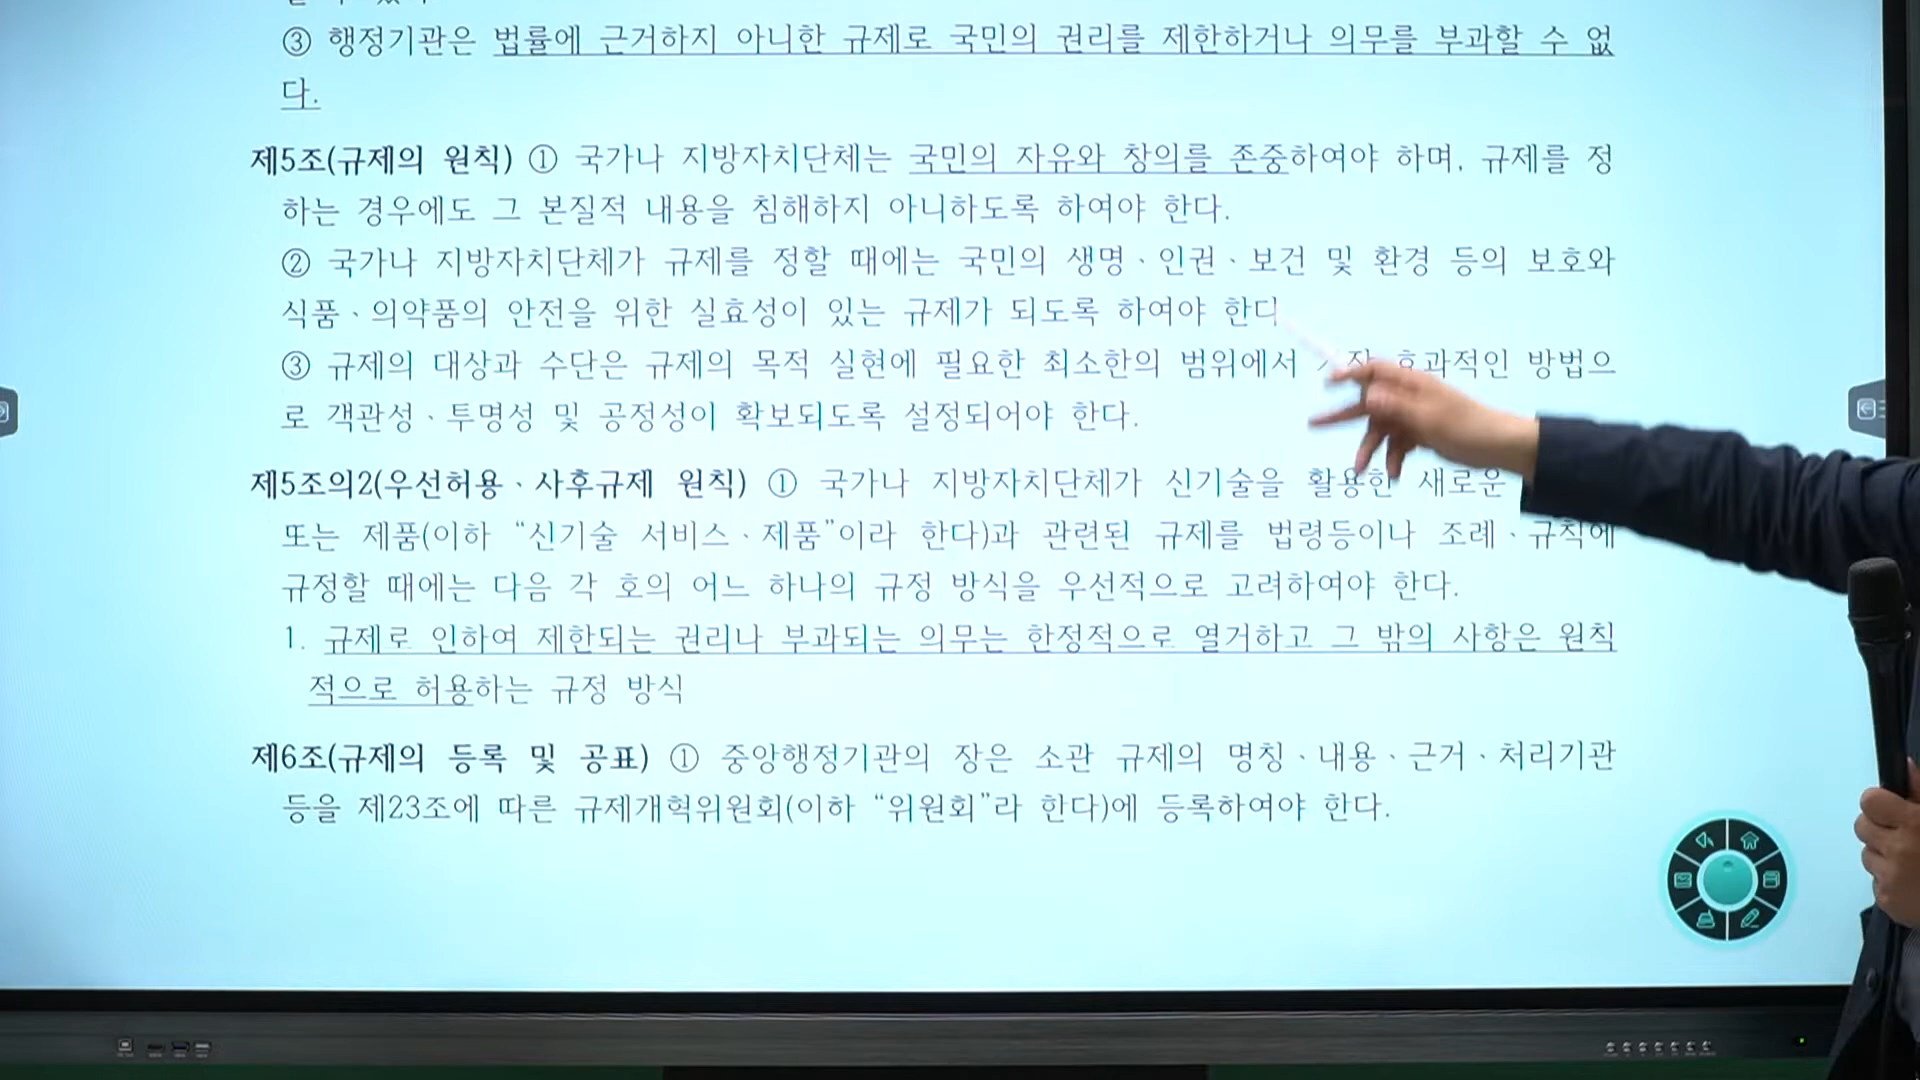 ③ 행정기관은 법률에 근거하지 아니한 규제로 국민의 권리를 제한하거나 의무를 부과할 수 없
다.
제5조(규제의 원칙) ① 국가나 지방자치단체는 국민의 자유와 창의를 존중하여야 하며, 규제를 정
하는 경우에도 그 본질적 내용을 침해하지 아니하도록 하여야 한다.
② 국가나 지방자치단체가 규제를 정할 때에는 국민의 생명ㆍ인권ㆍ보건 및 환경 등의 보호와
식품ㆍ의약품의 안전을 위한 실효성이 있는 규제가 되도록 하여야
③ 규제의 대상과 수단은 규제의 목적 실현에 필요한 최소한의 범위에서 효과적인 방법으
로 객관성ㆍ투명성 및 공정성이 확보되도록 설정되어야 한다.
제5조의2(우선허용ㆍ사후규제 원칙) ① 국가나 지방자치단체가 신기술을 활용한 새로운
또는 제품(이하 “신기술 서비스ㆍ제품”이라 한다)과 관련된 규제를 법령등이나 조례ㆍ규칙에
규정할 때에는 다음 각 호의 어느 하나의 규정 방식을 우선적으로 고려하여야 한다.
1. 규제로 인하여 제한되는 권리나 부과되는 의무는 한정적으로 열거하고 그 밖의 사항은 원칙
적으로 허용하는 규정 방식
제6조(규제의 등록 및 공표) ① 중앙행정기관의 장은 소관 규제의 명칭ㆍ내용ㆍ근거ㆍ처리기관
등을 제23조에 따른 규제개혁위원회(이하 “위원회”라 한다)에 등록하여야 한다.